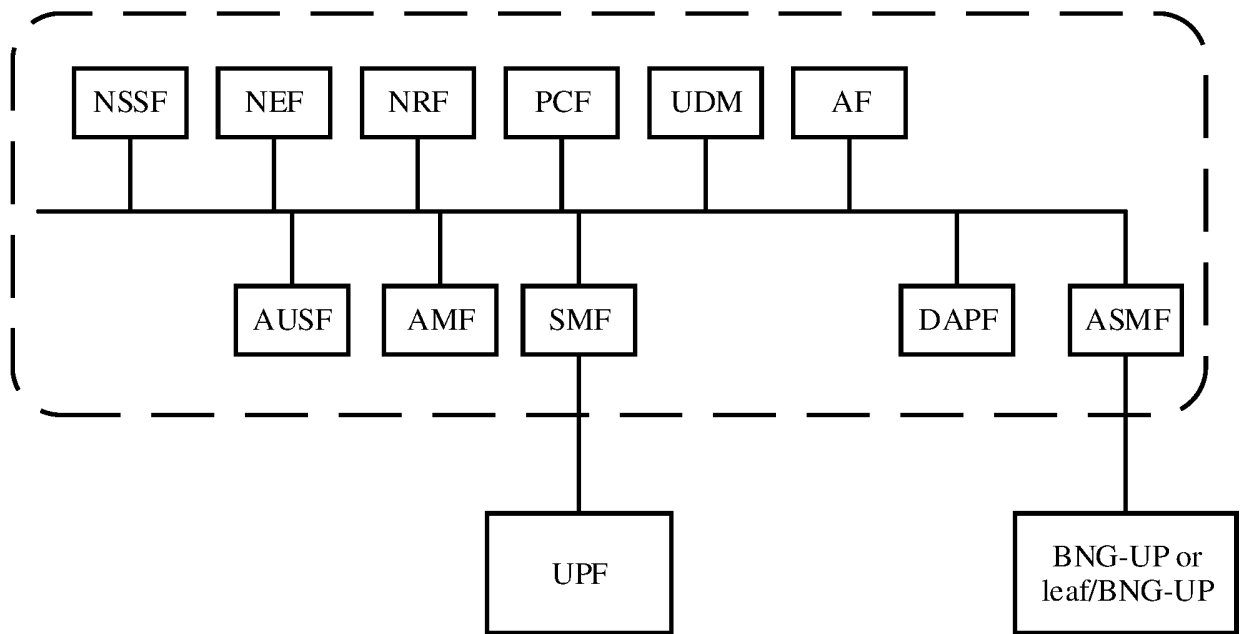 NSSF
NEF
NRF
PCF
UDM
AF
AUSF
AMF
SMF
DAPF
ASMF
UPF
BNG-UP or
leaf/BNG-UP